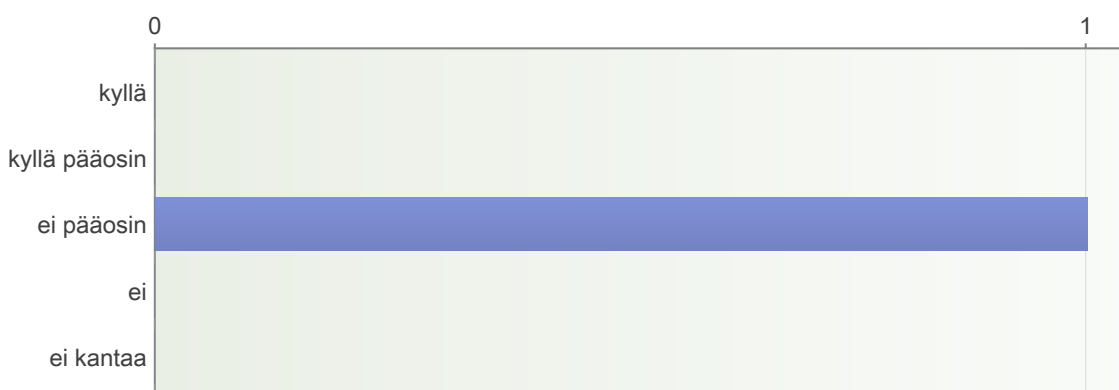 0 1
kyllä
kyllä pääosin
ei pääosin
ei
ei kantaa